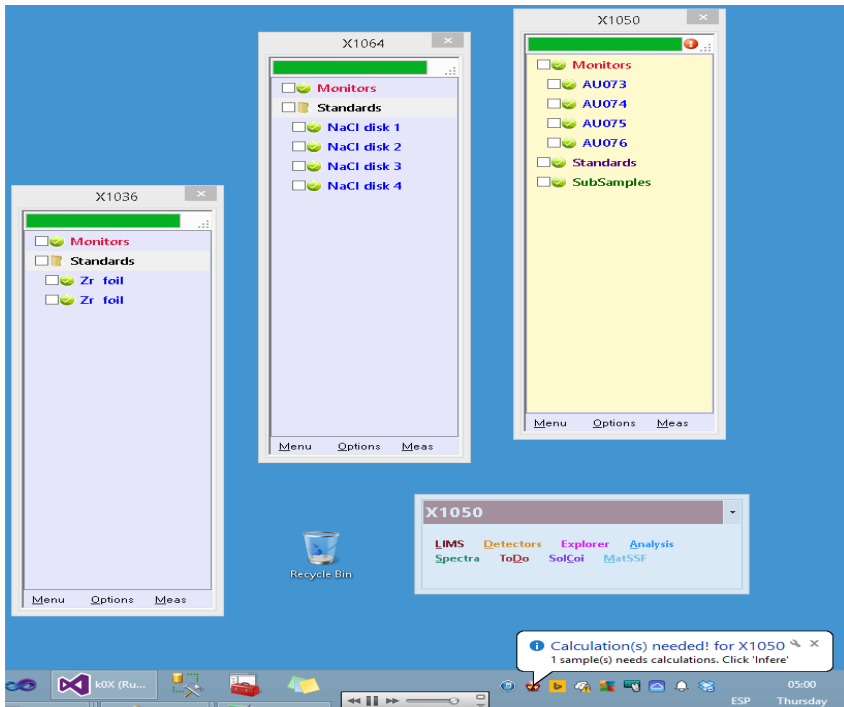 X1036
Monitors
Standards
Zr foil
Zr foil
Menu Options Meas
X1064
Monitors
Standards
NaCl disk 1
NaCl disk 2
NaCl disk 3
NaCl disk 4
Menu Options Meas
X1050
Monitors
AU073
AU074
AU075
AU076
Standards
SubSamples
Menu Options Meas
X1050
LIMS Detectors Explorer Analysis
Spectra ToDo SolCoi MatSSF
Recycle Bin
Calculation(s) needed! for X1050
1 sample(s) needs calculations. Click 'Infere'
k0X (Ru...
05:00
ESP Thursday